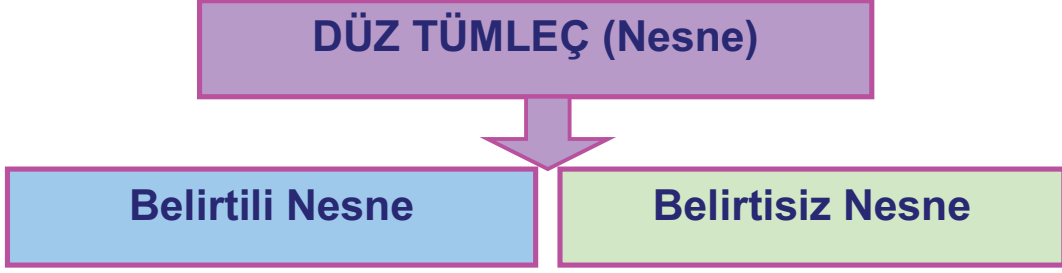 DÜZ TÜMLEÇ (Nesne)
Belirtili Nesne
Belirtisiz Nesne